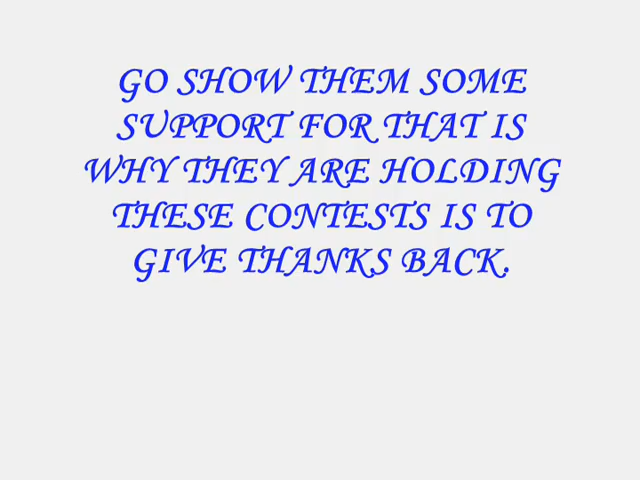 GO SHOW THEM SOME
SUPPORT FOR THAT IS
WHY THEY ARE HOLDING
THESE CONTESTS IS TO
GIVE THANKS BACK.